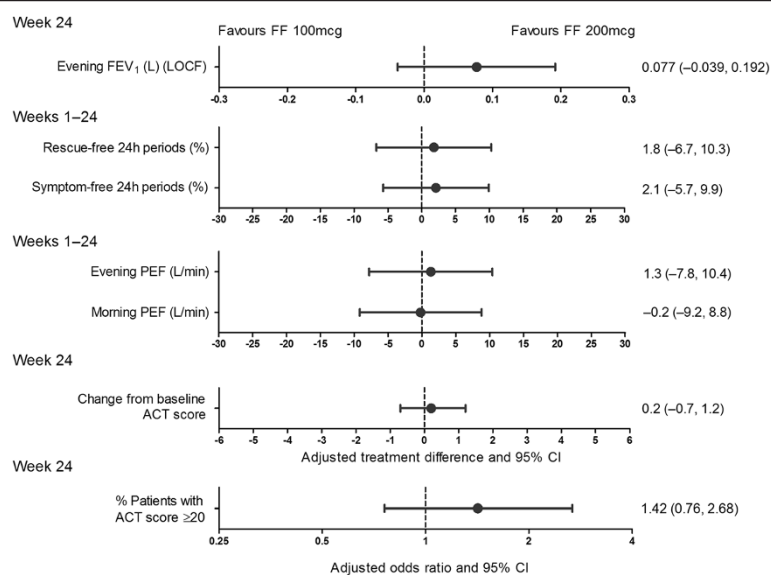 Week 24
Favours FF 100mcg Favours FF 200mcg
Evening FEV₁ (L) (LOCF) 0.077 (–0.039, 0.192)
-0.3 -0.2 -0.1 0.0 0.1 0.2 0.3
Weeks 1–24
Rescue-free 24h periods (%) 1.8 (–6.7, 10.3)
Symptom-free 24h periods (%) 2.1 (–5.7, 9.9)
-30 -25 -20 -15 -10 -5 0 5 10 15 20 25 30
Weeks 1–24
Evening PEF (L/min) 1.3 (–7.8, 10.4)
Morning PEF (L/min) –0.2 (–9.2, 8.8)
-30 -25 -20 -15 -10 -5 0 5 10 15 20 25 30
Week 24
Change from baseline
ACT score 0.2 (–0.7, 1.2)
-6 -5 -4 -3 -2 -1 0 1 2 3 4 5 6
Adjusted treatment difference and 95% CI
Week 24
% Patients with
ACT score ≥20 1.42 (0.76, 2.68)
0.25 0.5 1 2 4
Adjusted odds ratio and 95% CI